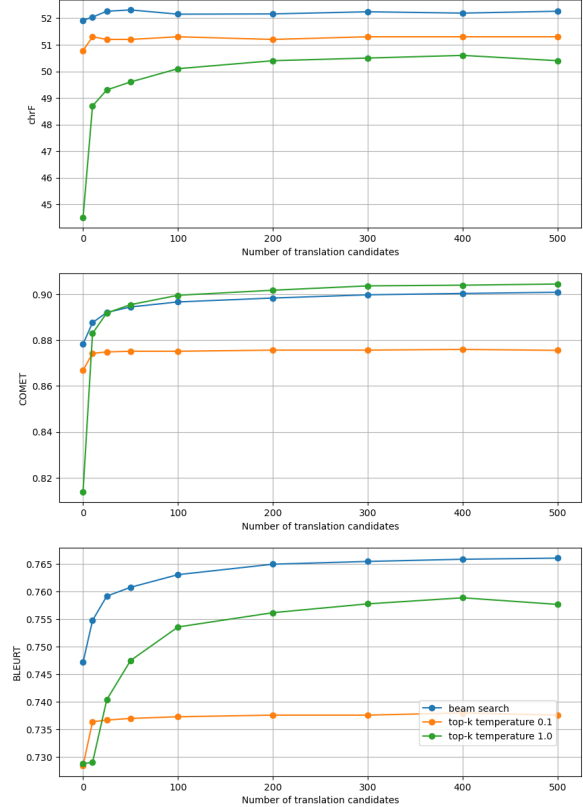 52
51
50
49
48
47
46
45
chrF
0 100 200 300 400 500
Number of translation candidates
0.90
0.88
0.86
0.84
0.82
COMET
0 100 200 300 400 500
Number of translation candidates
0.765
0.760
0.755
0.750
0.745
0.740
0.735
0.730
BLEURT
beam search
top-k temperature 0.1
top-k temperature 1.0
0 100 200 300 400 500
Number of translation candidates